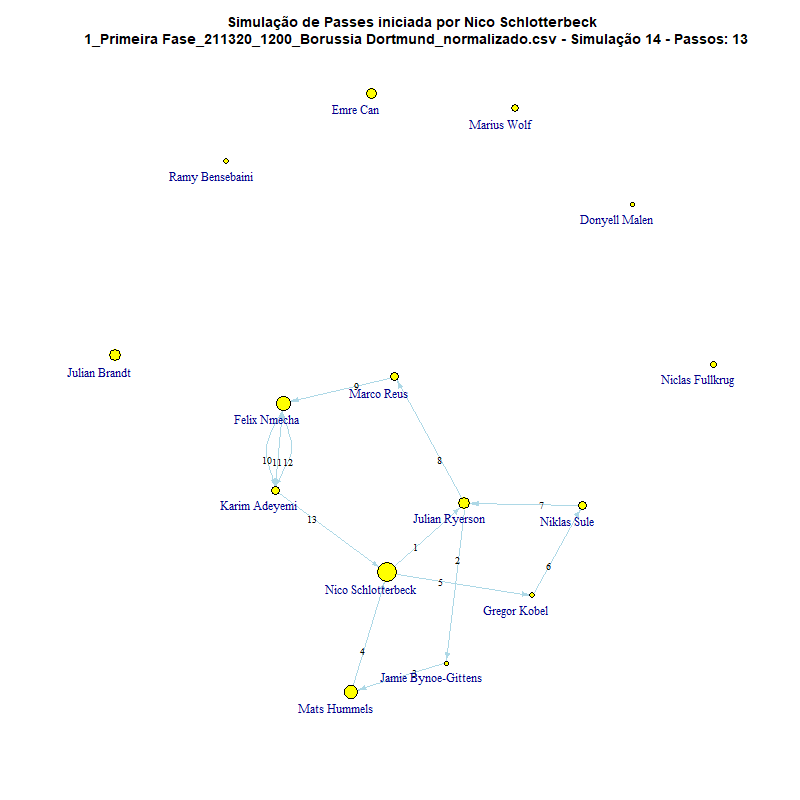 Simulação de Passes iniciada por Nico Schlotterbeck
1_Primeira Fase_211320_1200_Borussia Dortmund_normalizado.csv - Simulação 14 - Passos: 13
Emre Can
Marius Wolf
Ramy Bensebaini
Donyell Malen
Julian Brandt
Niclas Fullkrug
9
Marco Reus
Felix Nmecha
10
11
12
8
Karim Adeyemi
13
7
Julian Ryerson
Niklas Sule
1
2
6
5
Nico Schlotterbeck
Gregor Kobel
4
3
Jamie Bynoe-Gittens
Mats Hummels